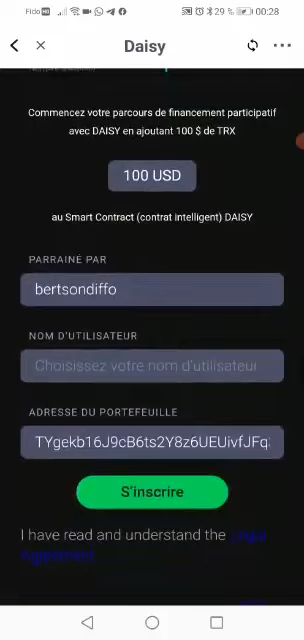 Fido
29 %
00:28
Daisy
Commencez votre parcours de financement participatif
avec DAISY en ajoutant 100 $ de TRX
100 USD
au Smart Contract (contrat intelligent) DAISY
PARRAINÉ PAR
bertsondiffo
NOM D'UTILISATEUR
Choisissez votre nom d'utilisateur
ADRESSE DU PORTEFEUILLE
TYgekb16J9cB6ts2Y8z6UEUivfJFq
S'inscrire
I have read and understand the